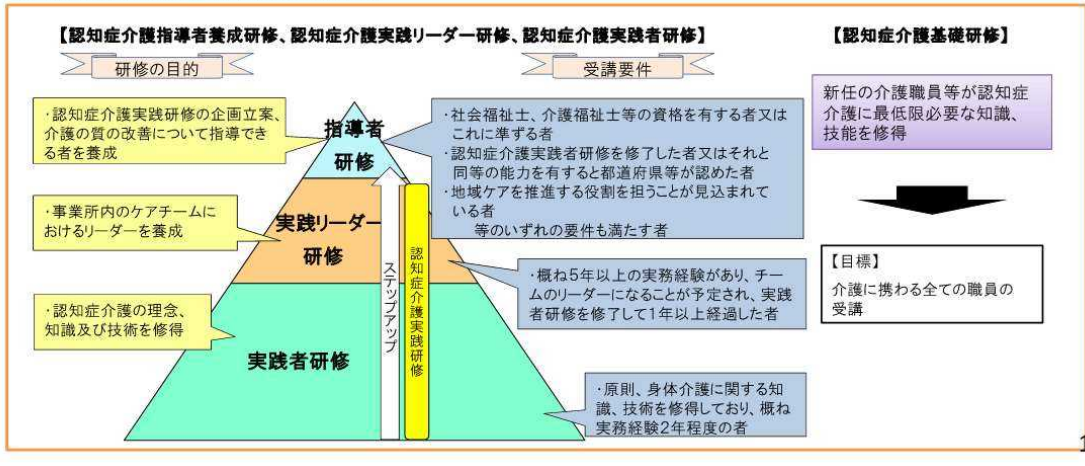 【認知症介護指導者養成研修、認知症介護実践リーダー研修、認知症介護実践者研修】
【認知症介護基礎研修】
研修の目的
受講要件
・認知症介護実践研修の企画立案、
介護の質の改善について指導でき
る者を養成
指導者
研修
・社会福祉士、介護福祉士等の資格を有する者又は
これに準ずる者
・認知症介護実践者研修を修了した者又はそれと
同等の能力を有すると都道府県等が認めた者
・地域ケアを推進する役割を担うことが見込まれて
いる者
等のいずれの要件も満たす者
新任の介護職員等が認知症
介護に最低限必要な知識、
技能を修得
・事業所内のケアチームに
おけるリーダーを養成
実践リーダー
研修
・概ね5年以上の実務経験があり、チー
ムのリーダーになることが予定され、実践
者研修を修了して1年以上経過した者
【目標】
介護に携わる全ての職員の
受講
・認知症介護の理念、
知識及び技術を修得
実践者研修
ステップアップ
認知症介護実践研修
・原則、身体介護に関する知
識、技術を修得しており、概ね
実務経験2年程度の者
1